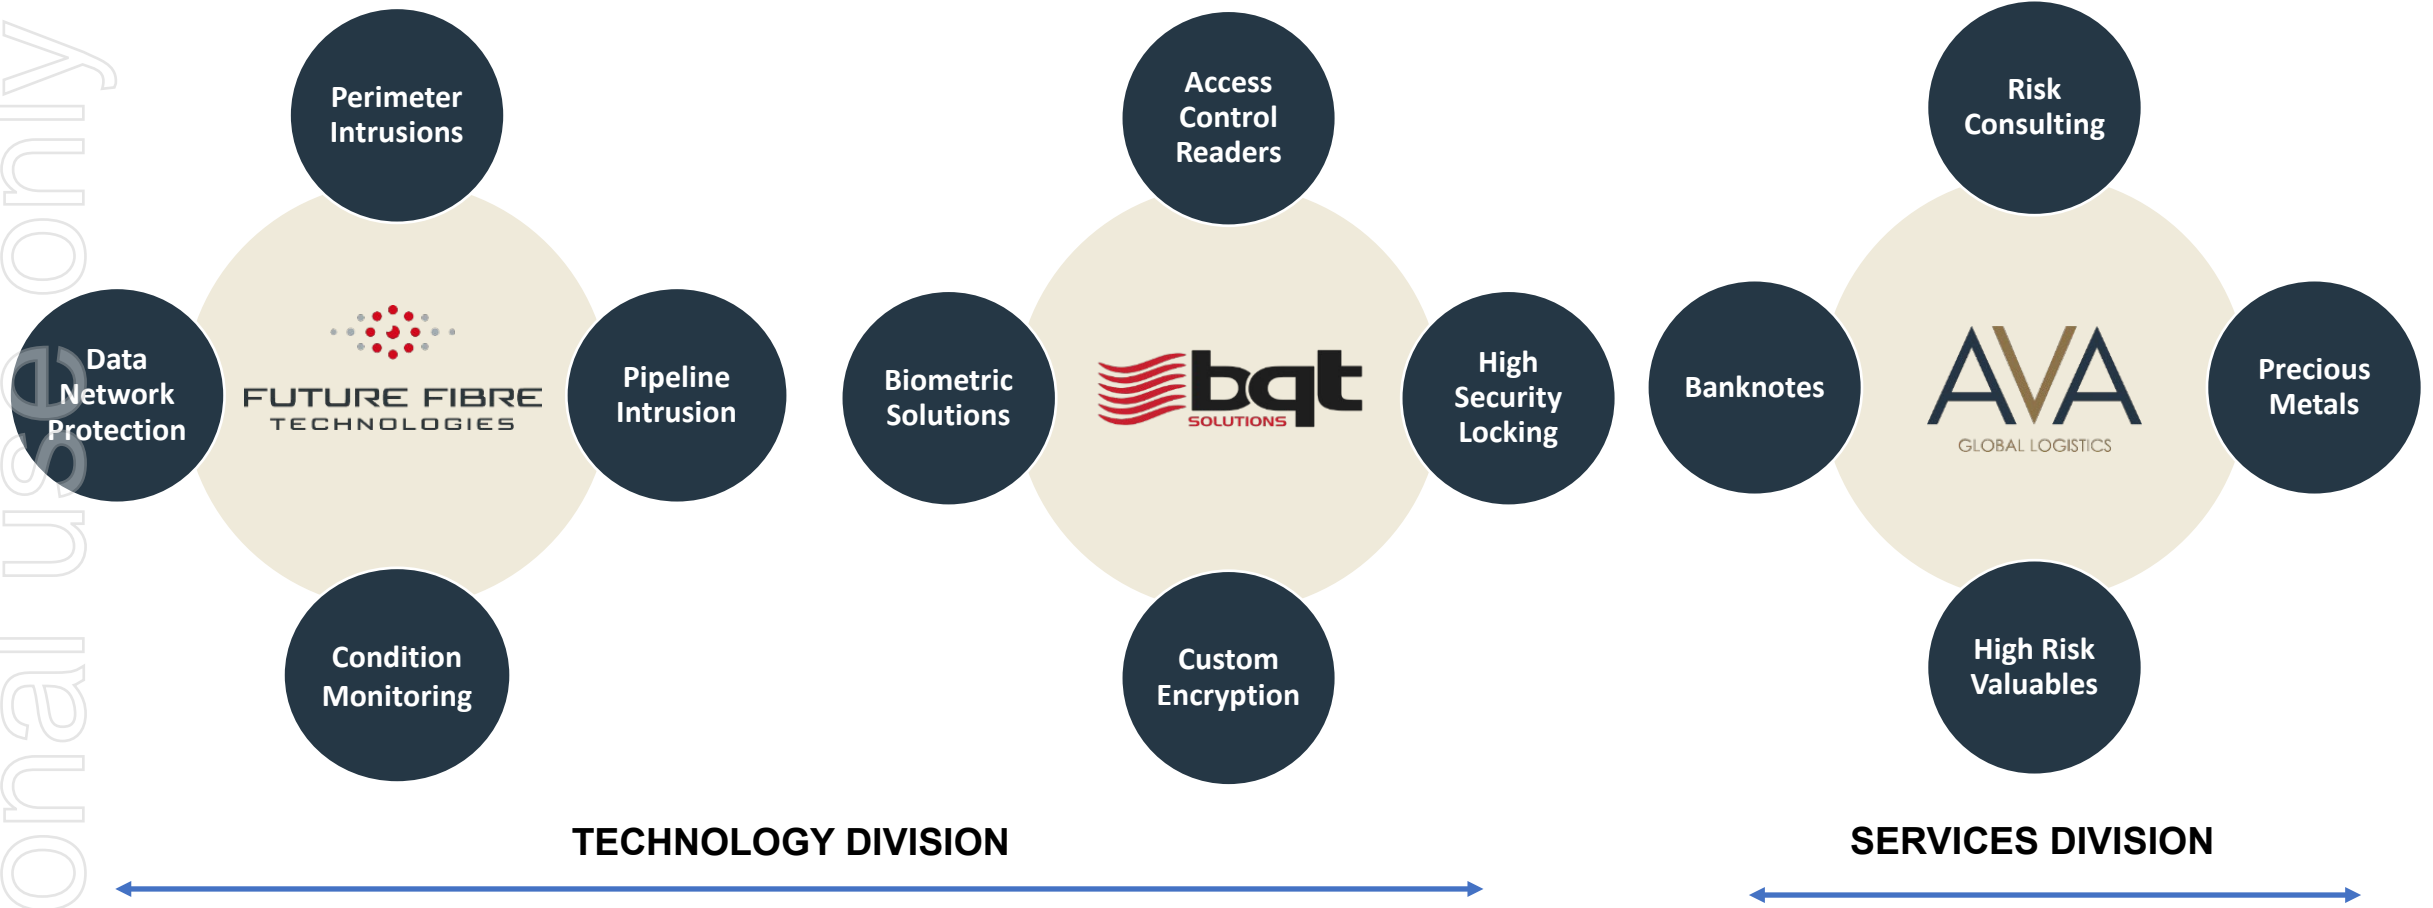 Perimeter
Intrusions
Data
Network
Protection
FUTURE FIBRE
TECHNOLOGIES
Pipeline
Intrusion
Condition
Monitoring
Access
Control
Readers
Biometric
Solutions
bqt
SOLUTIONS
High
Security
Locking
Custom
Encryption
Risk
Consulting
Banknotes
AVA
GLOBAL LOGISTICS
Precious
Metals
High Risk
Valuables
TECHNOLOGY DIVISION
SERVICES DIVISION
onal use only